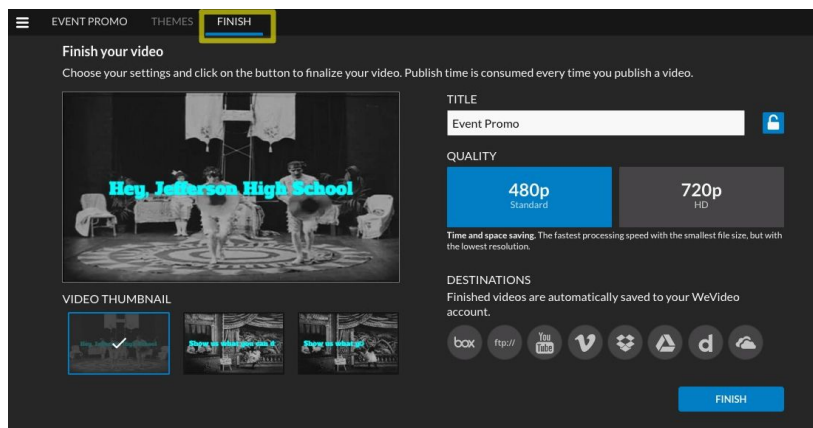 EVENT PROMO THEMES FINISH
Finish your video
Choose your settings and click on the button to finalize your video. Publish time is consumed every time you publish a video.
Hey, Jefferson High School
TITLE
Event Promo
QUALITY
480p
Standard
720p
HD
Time and space saving. The fastest processing speed with the smallest file size, but with
the lowest resolution.
VIDEO THUMBNAIL
Show us what you can d
Show us what y
DESTINATIONS
Finished videos are automatically saved to your WeVideo
account.
box ftp:// You Tube d
FINISH